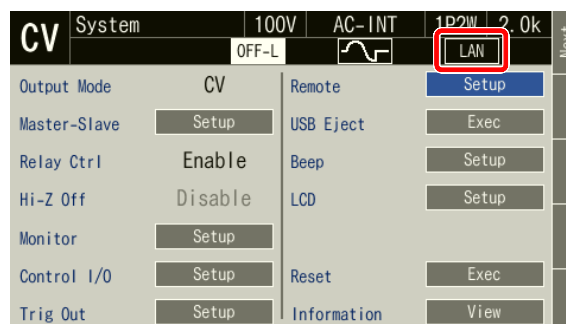 CV System 100V AC-INT 1P2W 2.0k
OFF-L LAN
Next
Output Mode CV Remote Setup
Master-Slave Setup USB Eject Exec
Relay Ctrl Enable Beep Setup
Hi-Z Off Disable LCD Setup
Monitor Setup
Control I/O Setup Reset Exec
Trig Out Setup Information View